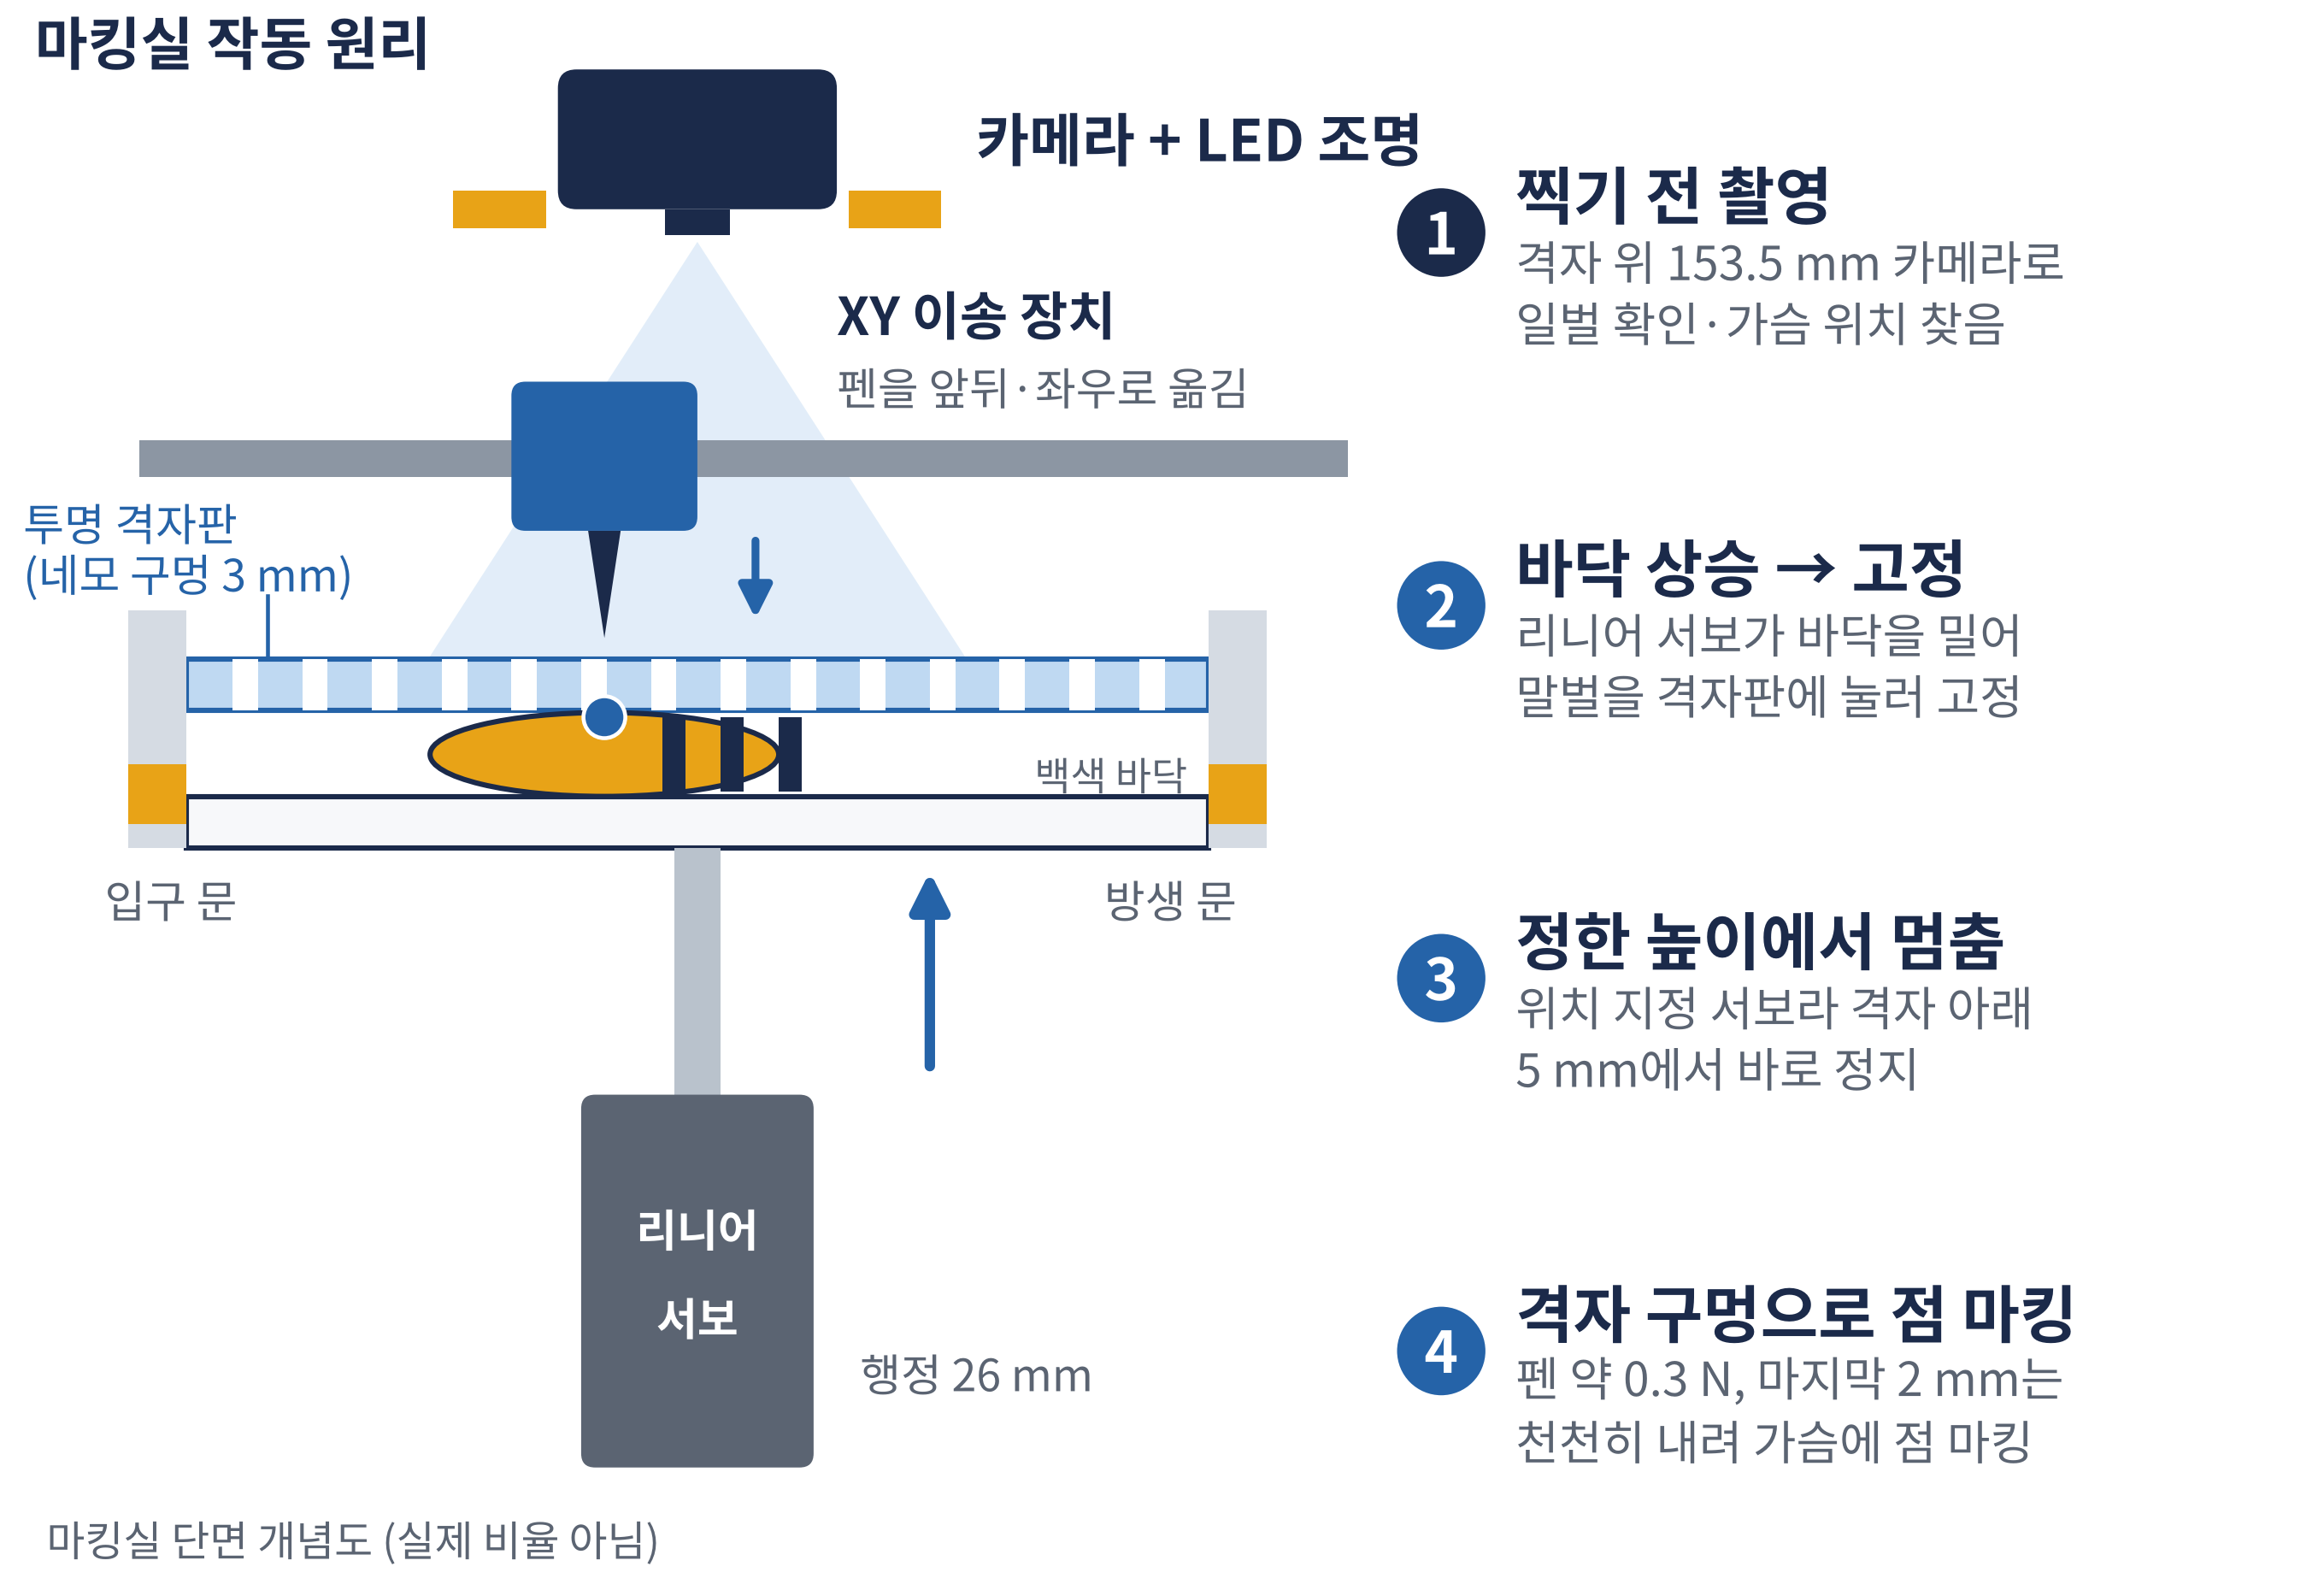 마킹실 작동 원리
카메라 + LED 조명
XY 이송 장치
펜을 앞뒤·좌우로 옮김
투명 격자판
(네모 구멍 3 mm)
백색 바닥
입구 문
방생 문
리니어
서보
행정 26 mm
마킹실 단면 개념도 (실제 비율 아님)
1
찍기 전 촬영
격자 위 153.5 mm 카메라로
일벌 확인·가슴 위치 찾음
2
바닥 상승 → 고정
리니어 서보가 바닥을 밀어
말벌을 격자판에 눌러 고정
3
정한 높이에서 멈춤
위치 지정 서보라 격자 아래
5 mm에서 바로 정지
4
격자 구멍으로 점 마킹
펜 약 0.3 N, 마지막 2 mm는
천천히 내려 가슴에 점 마킹